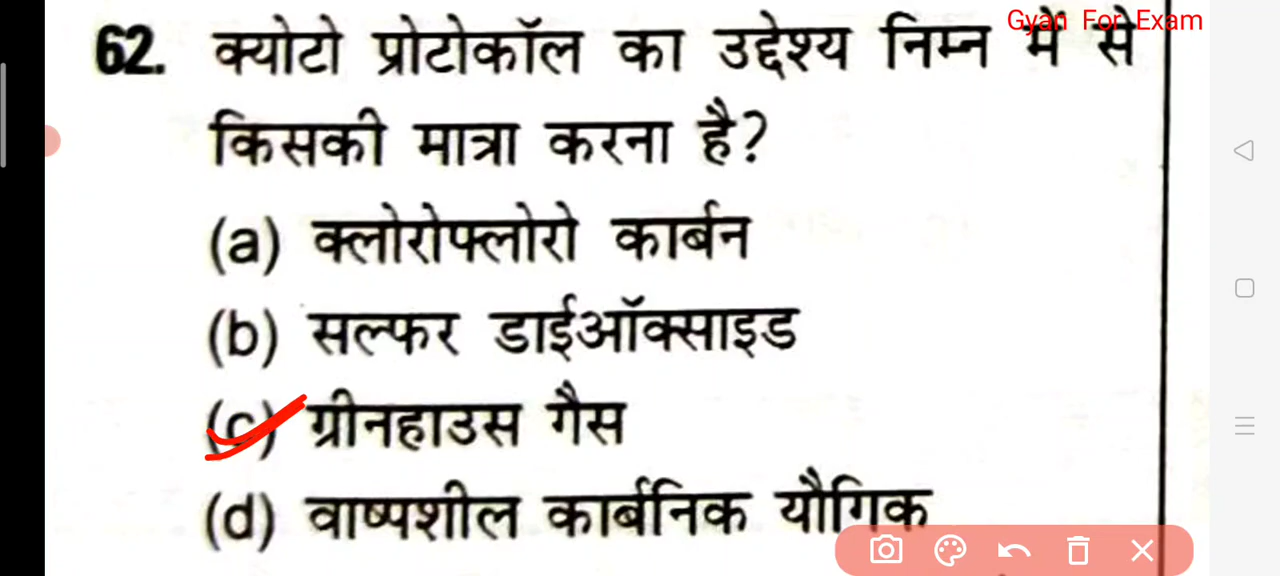 Gyan For Exam
62. क्योटो प्रोटोकॉल का उद्देश्य निम्न में से
किसकी मात्रा करना है?
(a) क्लोरोफ्लोरो कार्बन
(b) सल्फर डाईऑक्साइड
(c) ग्रीनहाउस गैस
(d) वाष्पशील कार्बनिक यौगिक